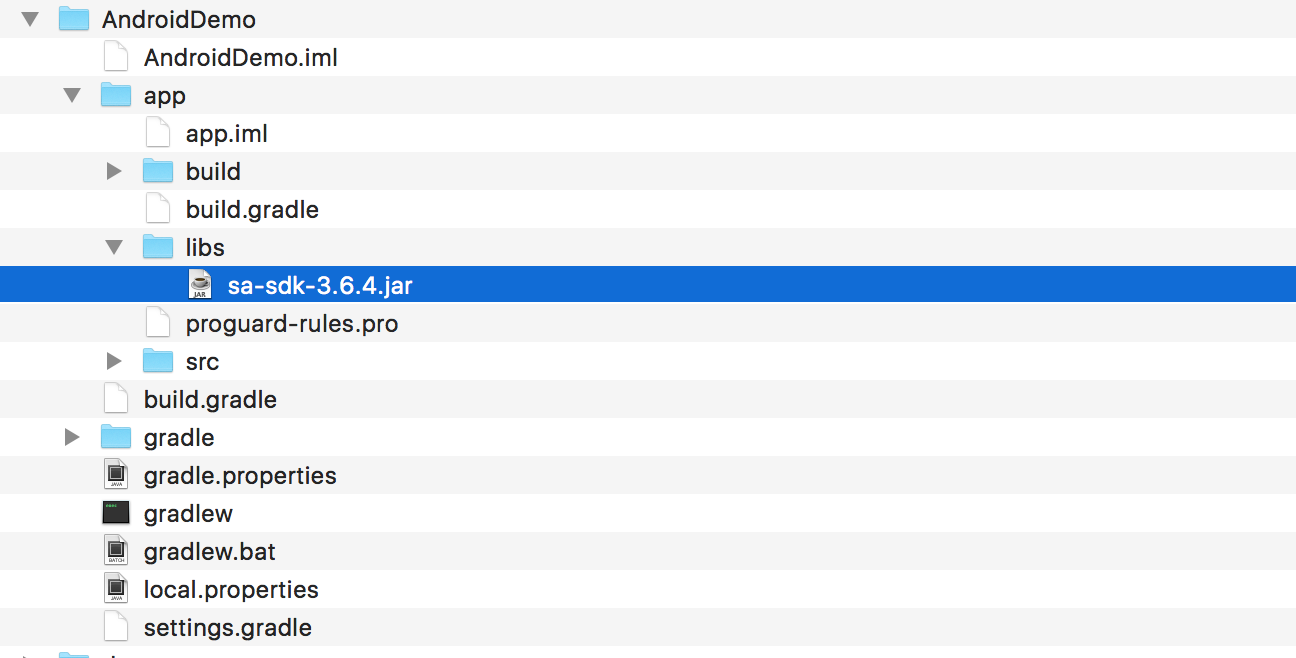 AndroidDemo
AndroidDemo.iml
app
app.iml
build
build.gradle
libs
JAR
sa-sdk-3.6.4.jar
proguard-rules.pro
src
build.gradle
gradle
JAVA
gradle.properties
exec
gradlew
BATCH
gradlew.bat
JAVA
local.properties
settings.gradle